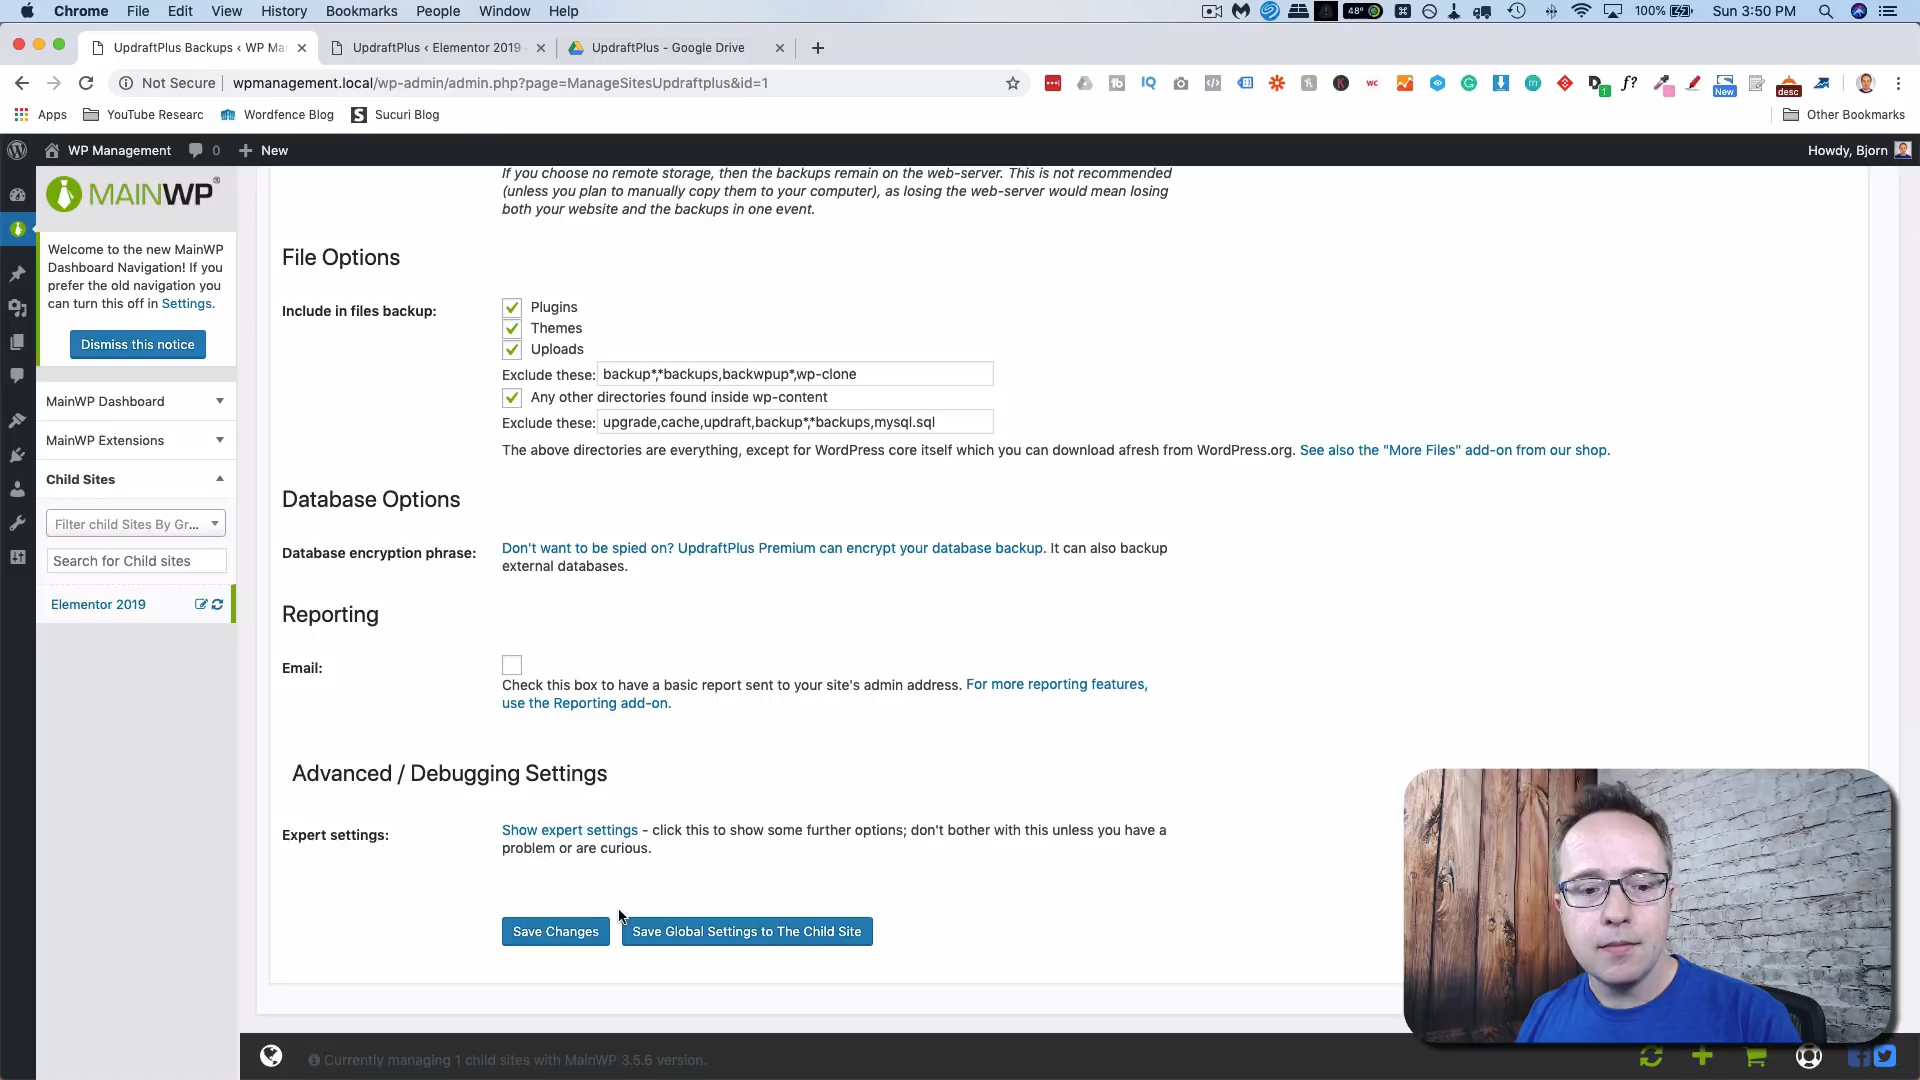 Chrome File Edit View History Bookmarks People Window Help 48° 100% Sun 3:50 PM
UpdraftPlus Backups ‹ WP Ma
UpdraftPlus ‹ Elementor 2019
UpdraftPlus - Google Drive
Not Secure wpmanagement.local/wp-admin/admin.php?page=ManageSitesUpdraftplus&id=1
Apps YouTube Researc Wordfence Blog Sucuri Blog Other Bookmarks
WP Management 0 New Howdy, Bjorn
MAINWP
Welcome to the new MainWP
Dashboard Navigation! If you
prefer the old navigation you
can turn this off in Settings.
Dismiss this notice
MainWP Dashboard
MainWP Extensions
Child Sites
Filter child Sites By Gr...
Search for Child sites
Elementor 2019
If you choose no remote storage, then the backups remain on the web-server. This is not recommended
(unless you plan to manually copy them to your computer), as losing the web-server would mean losing
both your website and the backups in one event.
File Options
Include in files backup:
Plugins
Themes
Uploads
Exclude these: backup*,*backups,backwpup*,wp-clone
Any other directories found inside wp-content
Exclude these: upgrade,cache,updraft,backup*,*backups,mysql.sql
The above directories are everything, except for WordPress core itself which you can download afresh from WordPress.org. See also the "More Files" add-on from our shop.
Database Options
Database encryption phrase:
Don't want to be spied on? UpdraftPlus Premium can encrypt your database backup. It can also backup
external databases.
Reporting
Email:
Check this box to have a basic report sent to your site's admin address. For more reporting features,
use the Reporting add-on.
Advanced / Debugging Settings
Expert settings:
Show expert settings - click this to show some further options; don't bother with this unless you have a
problem or are curious.
Save Changes
Save Global Settings to The Child Site
Currently managing 1 child sites with MainWP 3.5.6 version.